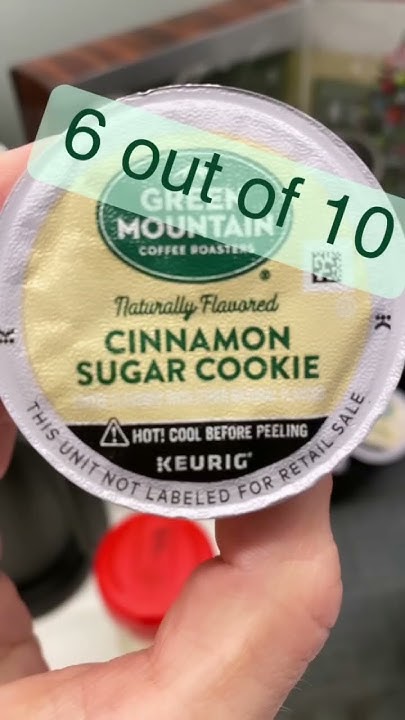 6 out of 10
GREEN
MOUNTAIN
COFFEE ROASTERS
®
Naturally Flavored
CINNAMON
SUGAR COOKIE
HOT! COOL BEFORE PEELING
KEURIG®
THIS UNIT NOT LABELED FOR RETAIL SALE